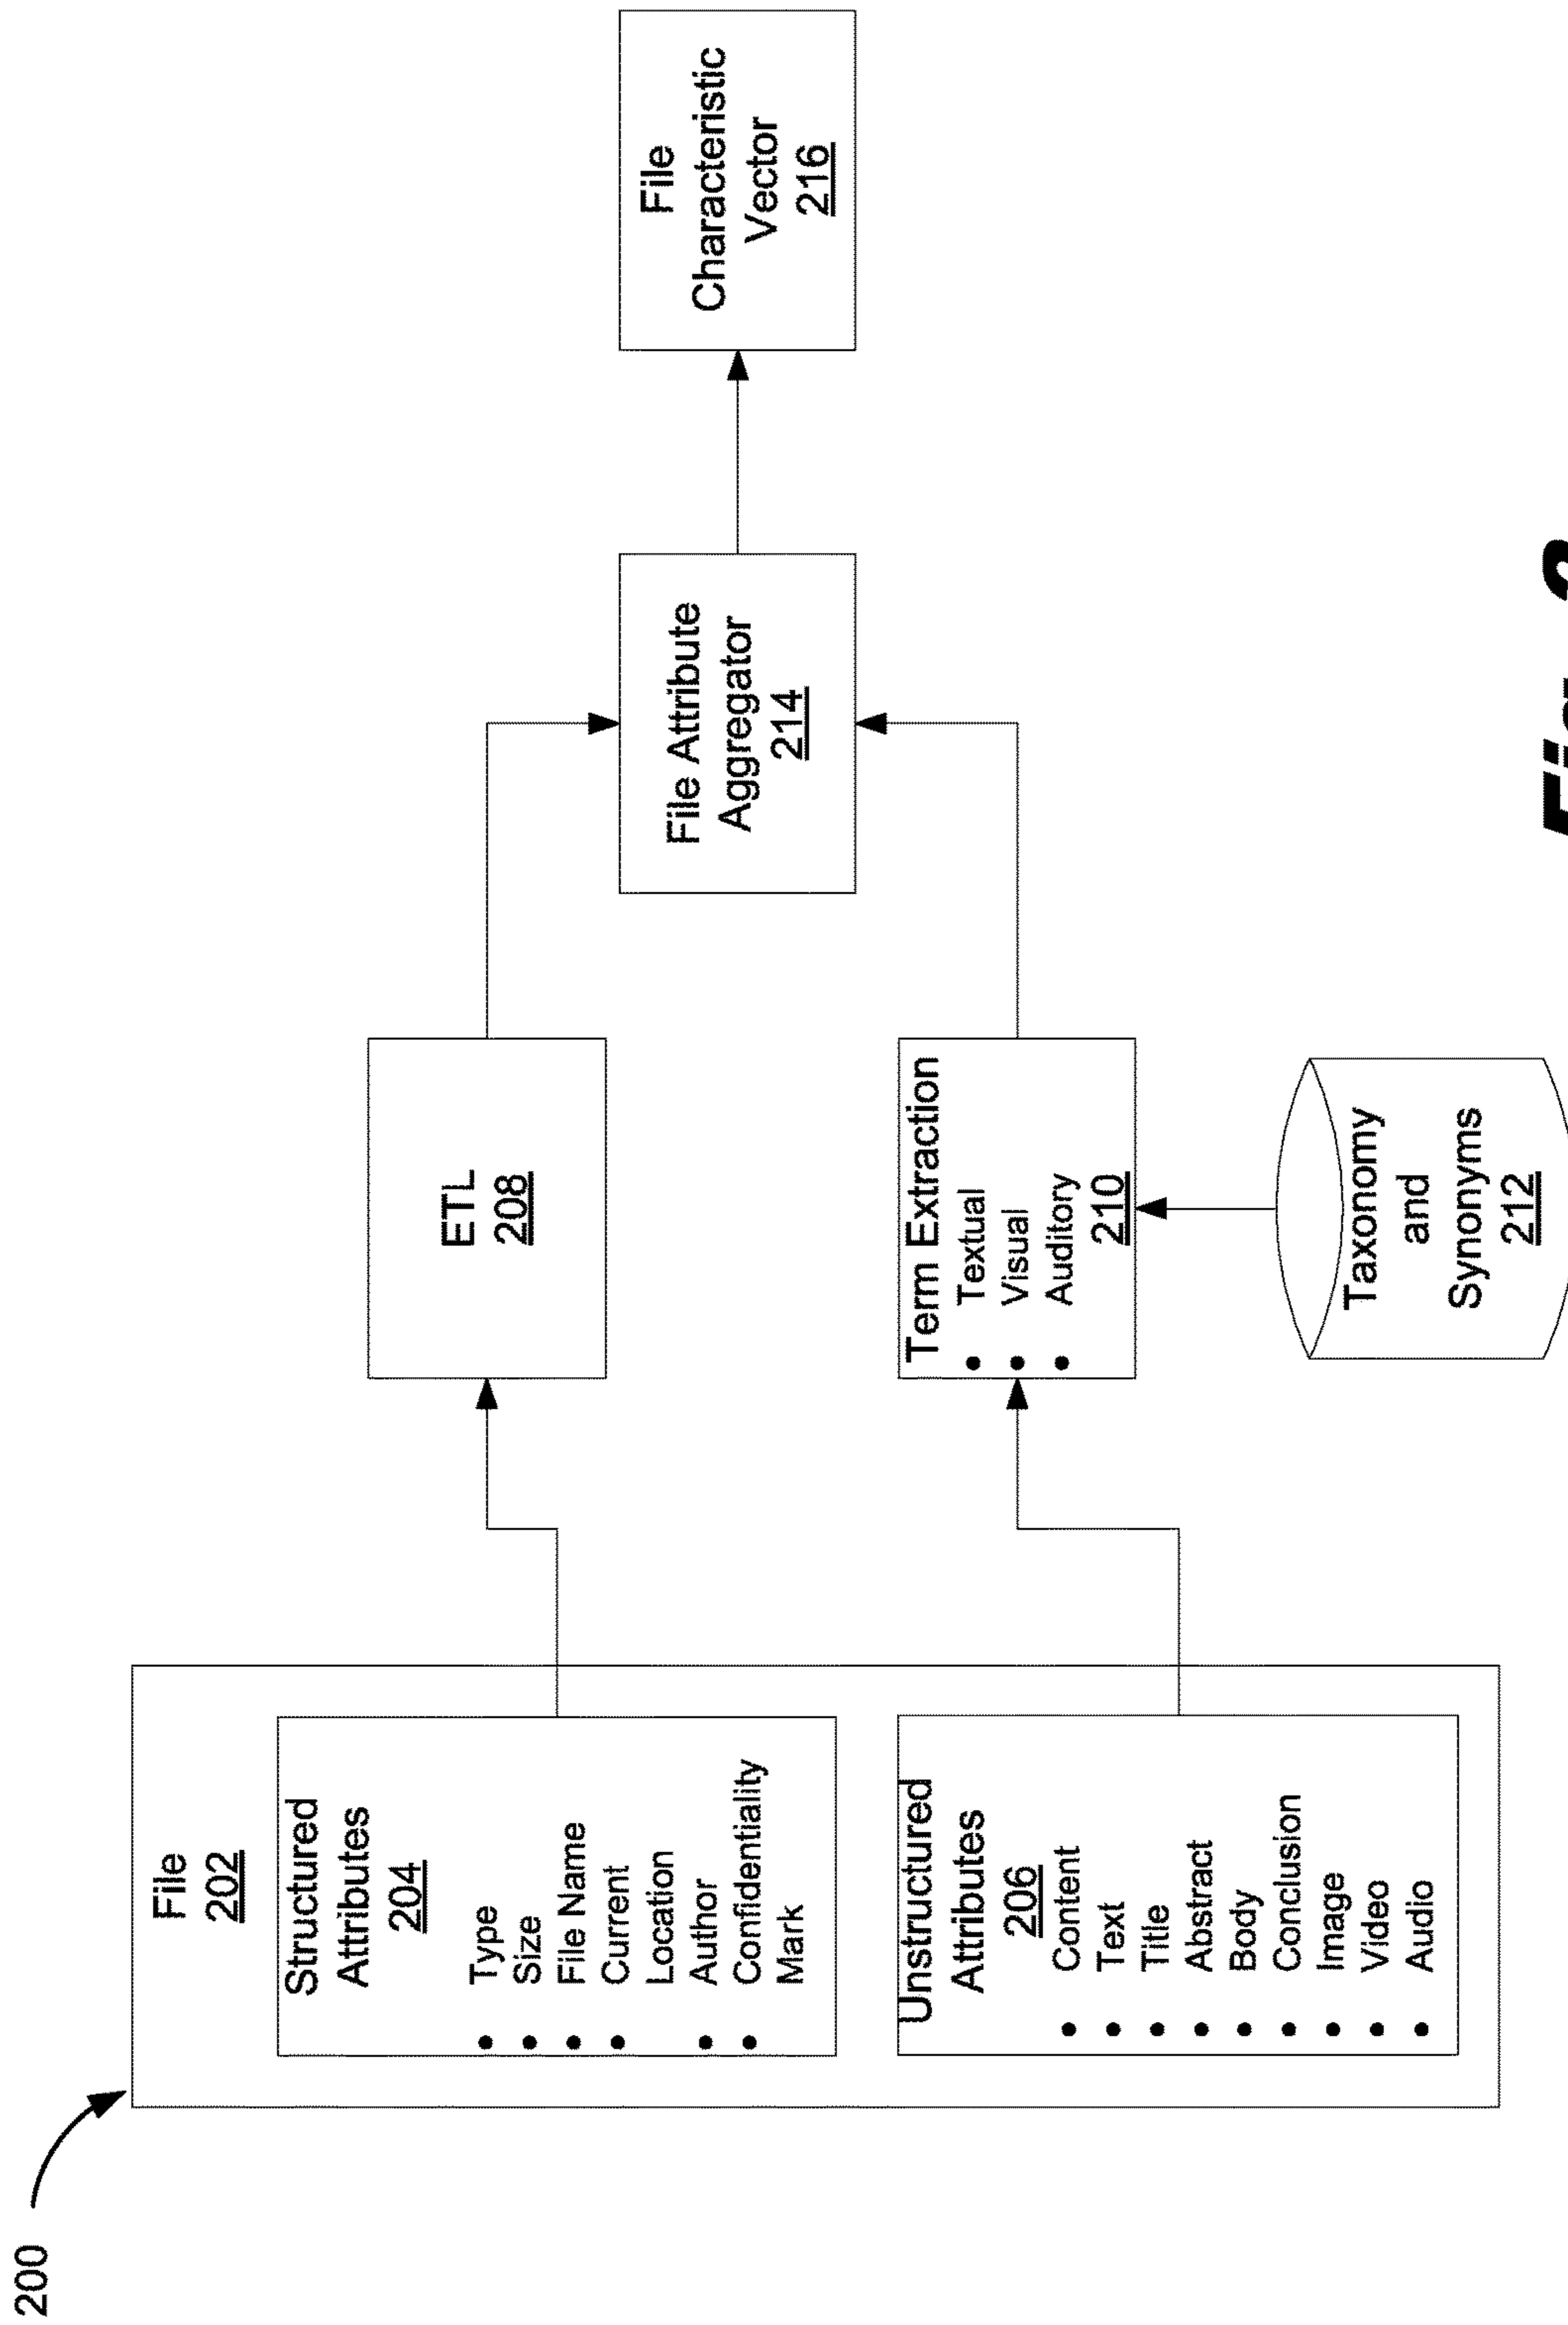 200
File
202
Structured
Attributes
204
• Type
• Size
• File Name
• Current
Location
• Author
• Confidentiality
Mark
Unstructured
Attributes
206
• Content
• Text
• Title
• Abstract
• Body
• Conclusion
• Image
• Video
• Audio
ETL
208
Term Extraction
• Textual
• Visual
• Auditory
210
Taxonomy
and
Synonyms
212
File Attribute
Aggregator
214
File
Characteristic
Vector
216